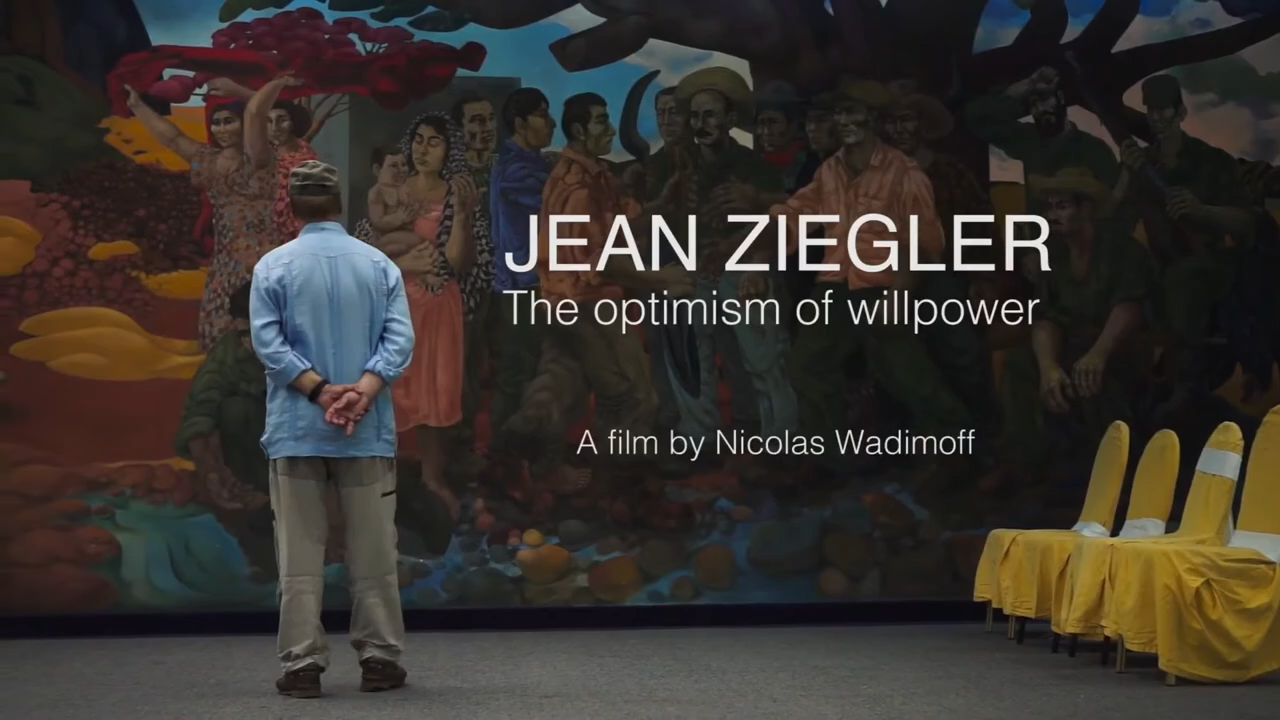 JEAN ZIEGLER
The optimism of willpower
A film by Nicolas Wadimoff